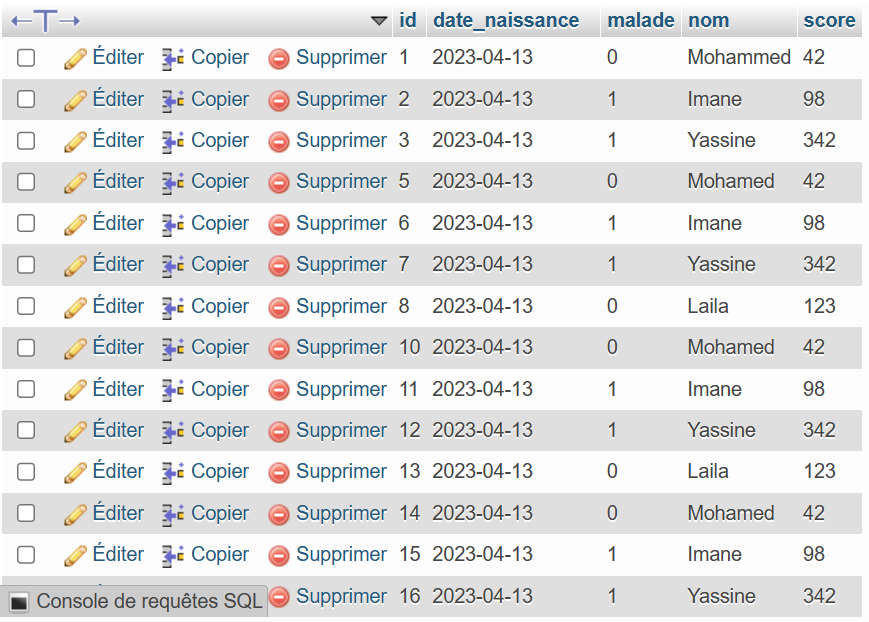 id date_naissance malade nom score
Éditer Copier Supprimer 1 2023-04-13 0 Mohammed 42
Éditer Copier Supprimer 2 2023-04-13 1 Imane 98
Éditer Copier Supprimer 3 2023-04-13 1 Yassine 342
Éditer Copier Supprimer 5 2023-04-13 0 Mohamed 42
Éditer Copier Supprimer 6 2023-04-13 1 Imane 98
Éditer Copier Supprimer 7 2023-04-13 1 Yassine 342
Éditer Copier Supprimer 8 2023-04-13 0 Laila 123
Éditer Copier Supprimer 10 2023-04-13 0 Mohamed 42
Éditer Copier Supprimer 11 2023-04-13 1 Imane 98
Éditer Copier Supprimer 12 2023-04-13 1 Yassine 342
Éditer Copier Supprimer 13 2023-04-13 0 Laila 123
Éditer Copier Supprimer 14 2023-04-13 0 Mohamed 42
Éditer Copier Supprimer 15 2023-04-13 1 Imane 98
Supprimer 16 2023-04-13 1 Yassine 342
Console de requêtes SQL